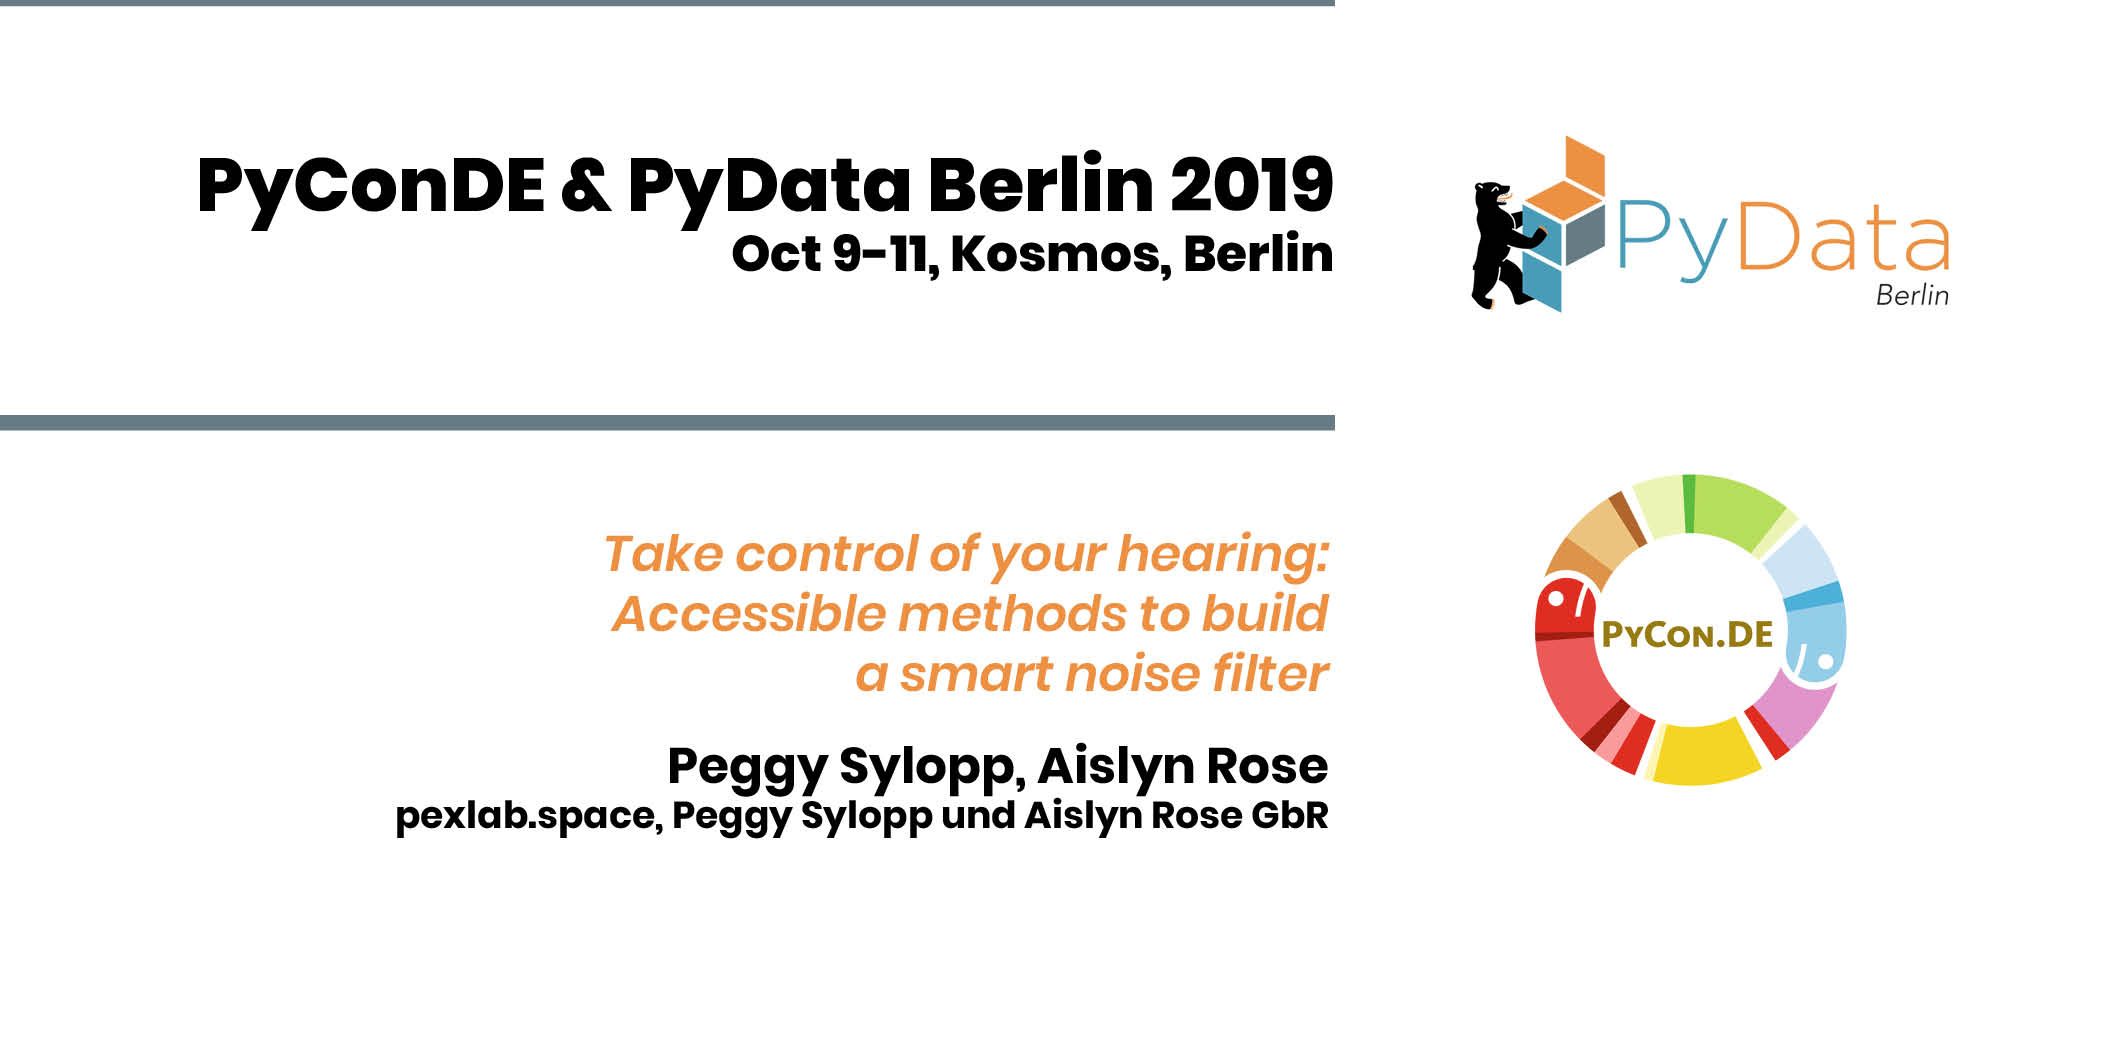 PyConDE & PyData Berlin 2019
Oct 9-11, Kosmos, Berlin
PyData
Berlin
Take control of your hearing:
Accessible methods to build
a smart noise filter
Peggy Sylopp, Aislyn Rose
pexlab.space, Peggy Sylopp und Aislyn Rose GbR
PyCon.DE